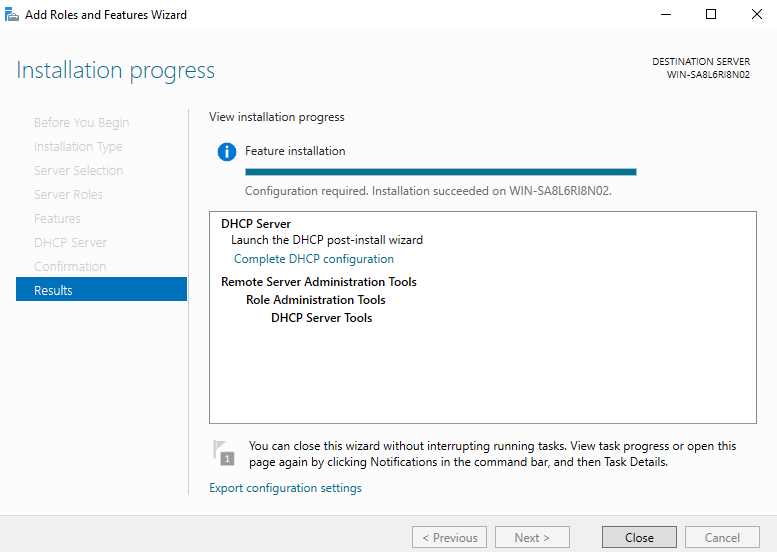 Add Roles and Features Wizard
Installation progress
DESTINATION SERVER
WIN-SA8L6RI8N02
Before You Begin
Installation Type
Server Selection
Server Roles
Features
DHCP Server
Confirmation
Results
View installation progress
Feature installation
Configuration required. Installation succeeded on WIN-SA8L6RI8N02.
DHCP Server
Launch the DHCP post-install wizard
Complete DHCP configuration
Remote Server Administration Tools
Role Administration Tools
DHCP Server Tools
1
You can close this wizard without interrupting running tasks. View task progress or open this
page again by clicking Notifications in the command bar, and then Task Details.
Export configuration settings
< Previous
Next >
Close
Cancel